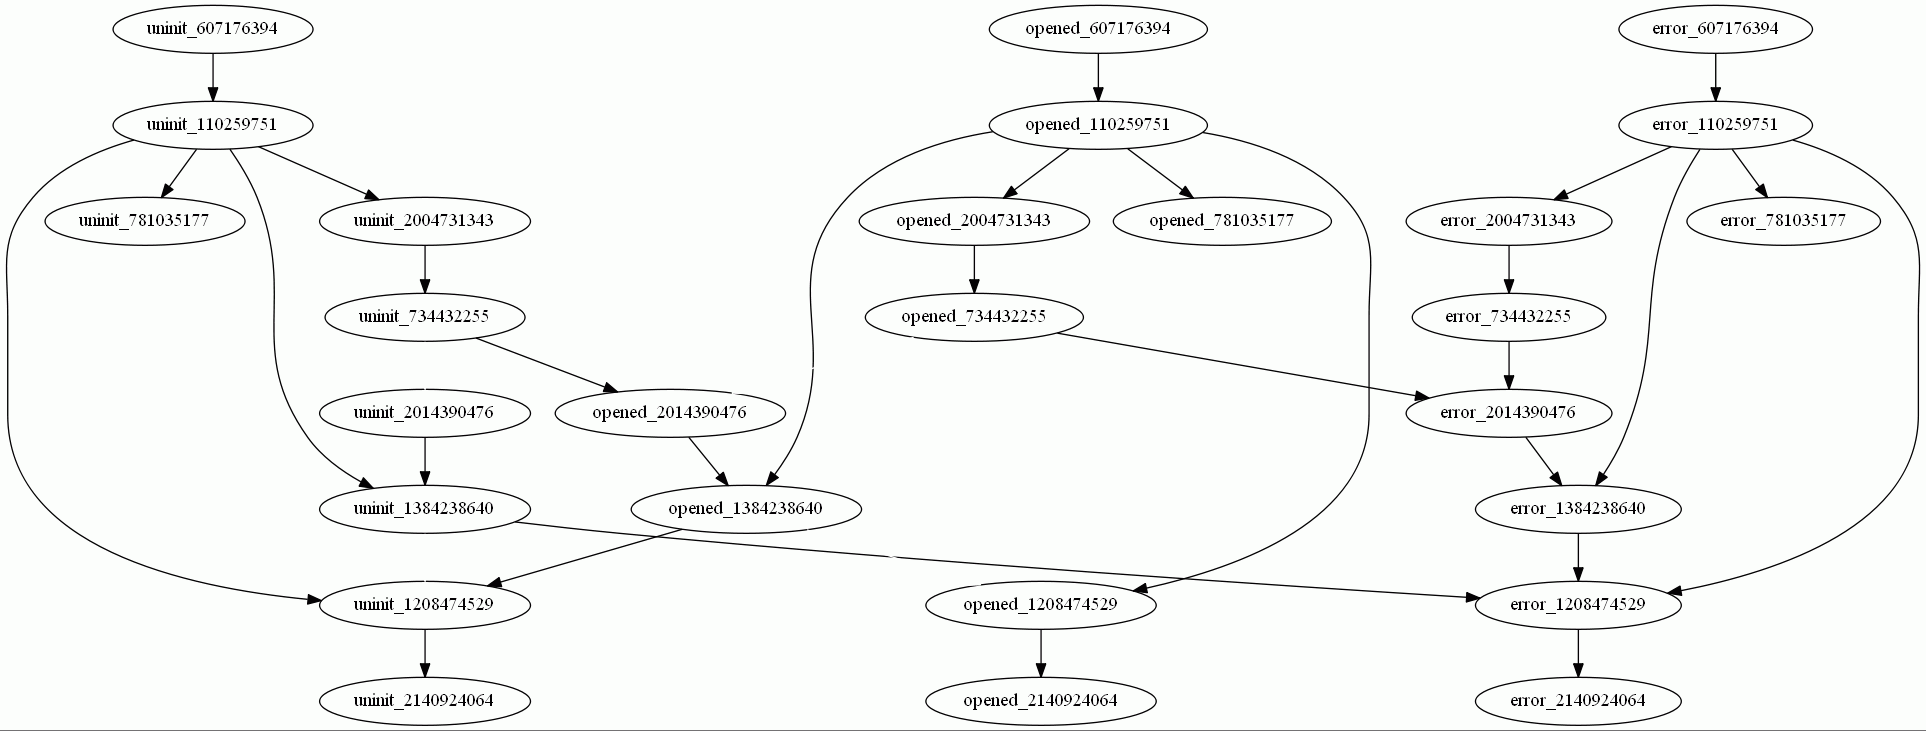 uninit_607176394
opened_607176394
error_607176394
uninit_110259751
opened_110259751
error_110259751
uninit_781035177
uninit_2004731343
opened_2004731343
opened_781035177
error_2004731343
error_781035177
uninit_734432255
opened_734432255
error_734432255
uninit_2014390476
opened_2014390476
error_2014390476
uninit_1384238640
opened_1384238640
error_1384238640
uninit_1208474529
opened_1208474529
error_1208474529
uninit_2140924064
opened_2140924064
error_2140924064